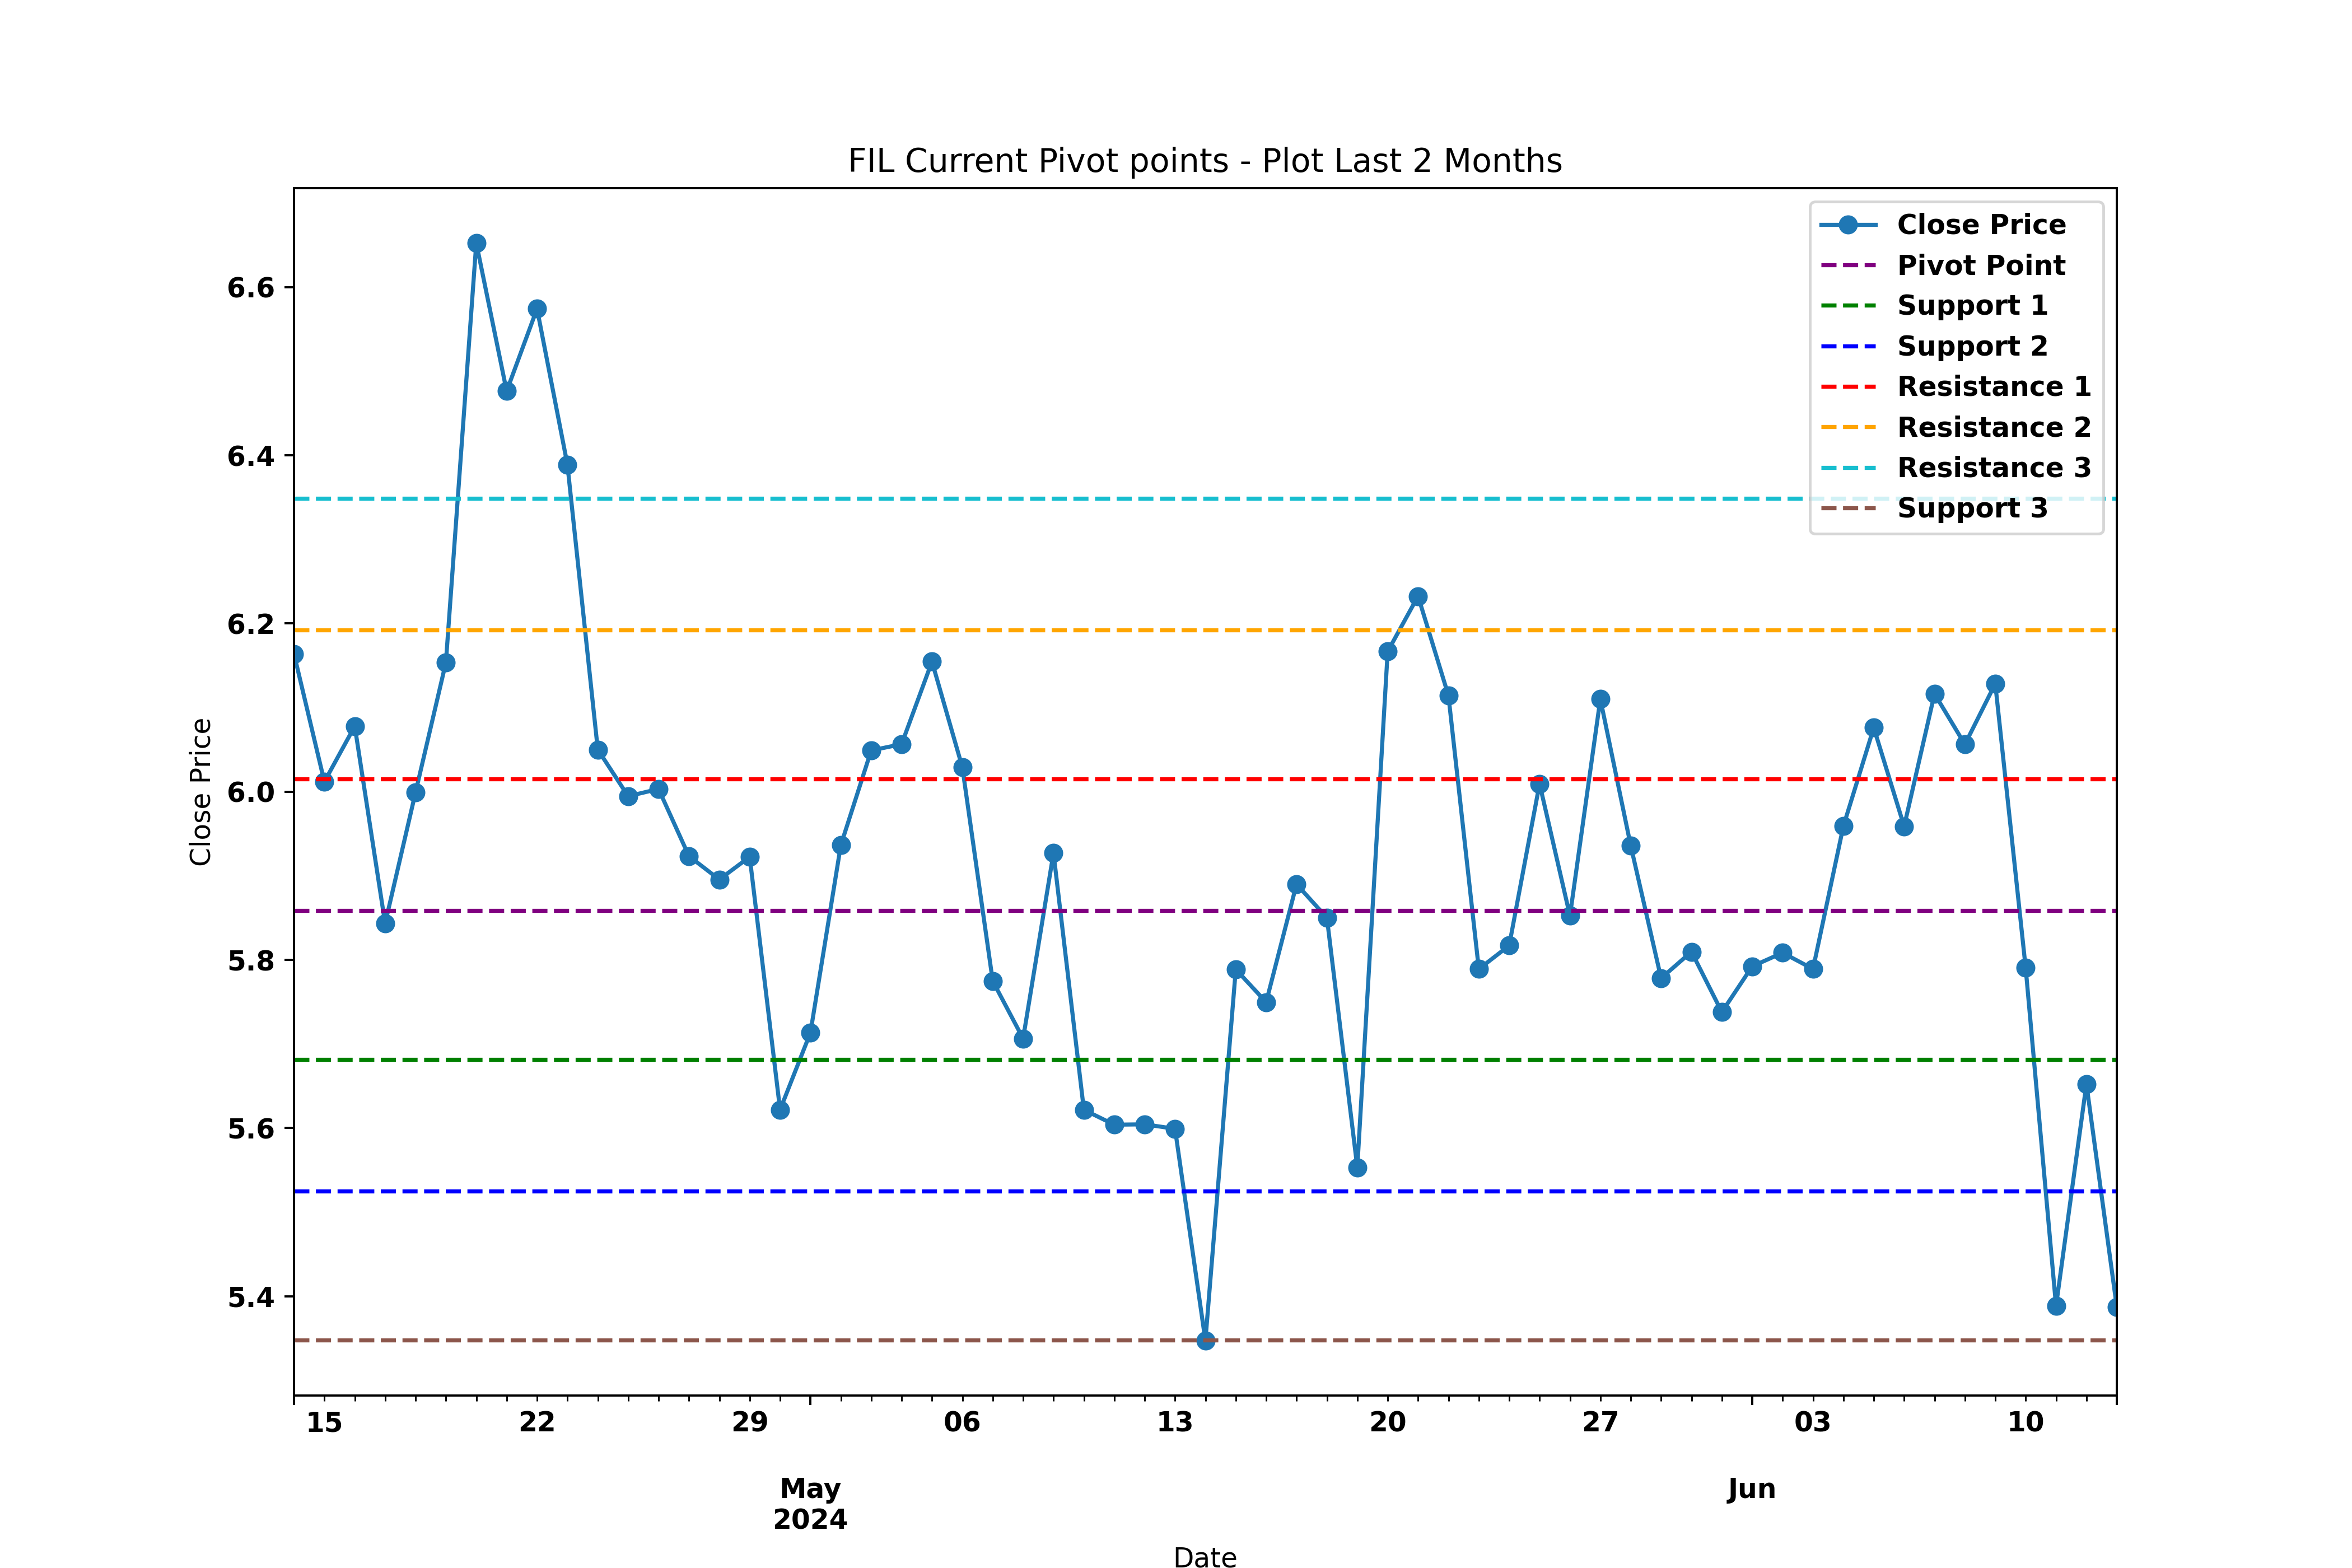 FIL Current Pivot points - Plot Last 2 Months
Close Price
Pivot Point
Support 1
Support 2
Resistance 1
Resistance 2
Resistance 3
Support 3
6.6
6.4
6.2
6.0
5.8
5.6
5.4
Close Price
15 22 29 06 13 20 27 03 10
May Jun
2024
Date